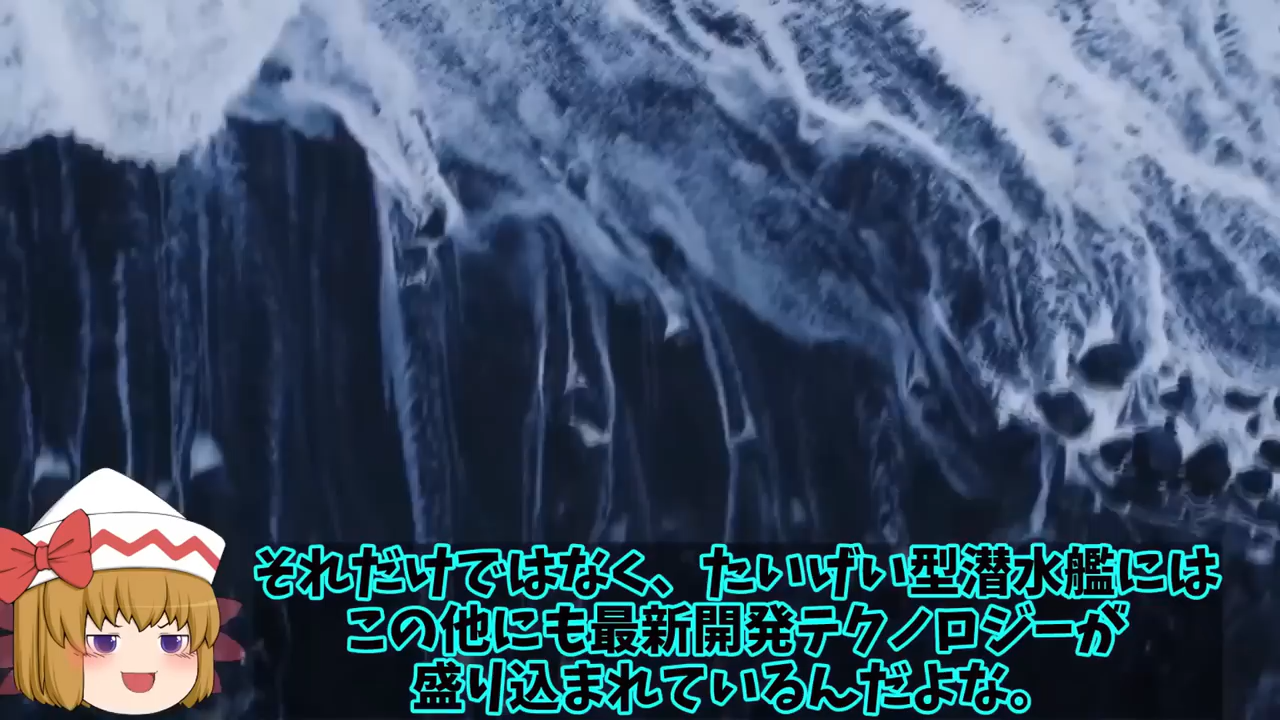 それだけではなく、たいげい型潜水艦には
この他にも最新開発テクノロジーが
盛り込まれているんだよな。